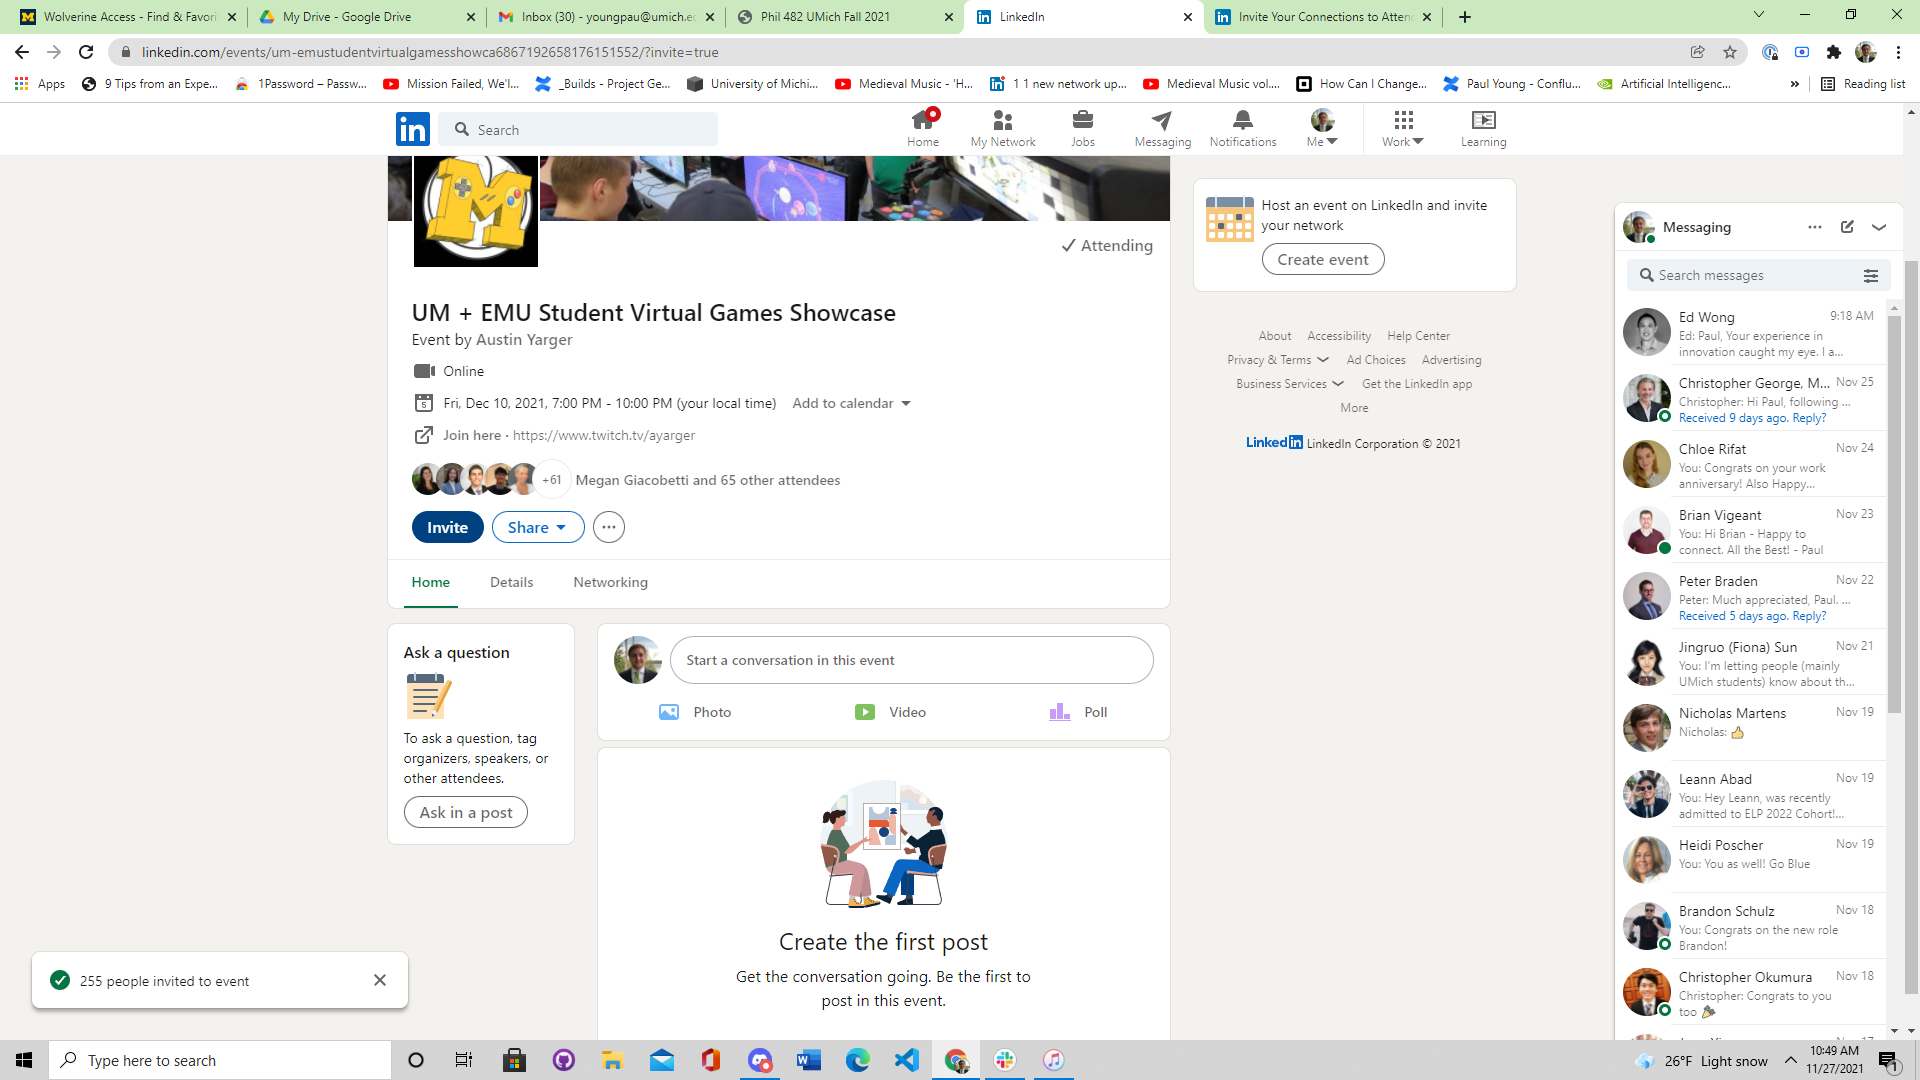 Wolverine Access - Find & Favori
My Drive - Google Drive
Inbox (30) - youngpau@umich.ed
Phil 482 UMich Fall 2021
LinkedIn
Invite Your Connections to Attend
linkedin.com/events/um-emustudentvirtualgamesshowca6867192658176151552/?invite=true
Apps
9 Tips from an Expe...
1Password – Passw...
Mission Failed, We'l...
_Builds - Project Ge...
University of Michi...
Medieval Music - 'H...
1 1 new network up...
Medieval Music vol....
How Can I Change...
Paul Young - Conflu...
Artificial Intelligenc...
»
Reading list
in
Search
Home
My Network
Jobs
Messaging
Notifications
Me
Work
Learning
M
Attending
UM + EMU Student Virtual Games Showcase
Event by Austin Yarger
Online
5
Fri, Dec 10, 2021, 7:00 PM - 10:00 PM (your local time)
Add to calendar
Join here · https://www.twitch.tv/ayarger
+61
Megan Giacobetti and 65 other attendees
Invite
Share
Home
Details
Networking
Ask a question
To ask a question, tag
organizers, speakers, or
other attendees.
Ask in a post
Start a conversation in this event
Photo
Video
Poll
Create the first post
Get the conversation going. Be the first to
post in this event.
255 people invited to event
Host an event on LinkedIn and invite
your network
Create event
About
Accessibility
Help Center
Privacy & Terms
Ad Choices
Advertising
Business Services
Get the LinkedIn app
More
LinkedIn LinkedIn Corporation © 2021
Messaging
Search messages
Ed Wong
9:18 AM
Ed: Paul, Your experience in
innovation caught my eye. I a...
Christopher George, M...
Nov 25
Christopher: Hi Paul, following ...
Received 9 days ago. Reply?
Chloe Rifat
Nov 24
You: Congrats on your work
anniversary! Also Happy...
Brian Vigeant
Nov 23
You: Hi Brian - Happy to
connect. All the Best! - Paul
Peter Braden
Nov 22
Peter: Much appreciated, Paul. ...
Received 5 days ago. Reply?
Jingruo (Fiona) Sun
Nov 21
You: I'm letting people (mainly
UMich students) know about th...
Nicholas Martens
Nov 19
Nicholas: 👍
Leann Abad
Nov 19
You: Hey Leann, was recently
admitted to ELP 2022 Cohort!...
Heidi Poscher
Nov 19
You: You as well! Go Blue
Brandon Schulz
Nov 18
You: Congrats on the new role
Brandon!
Christopher Okumura
Nov 18
Christopher: Congrats to you
too 🎉
Type here to search
26°F Light snow
10:49 AM
11/27/2021
1